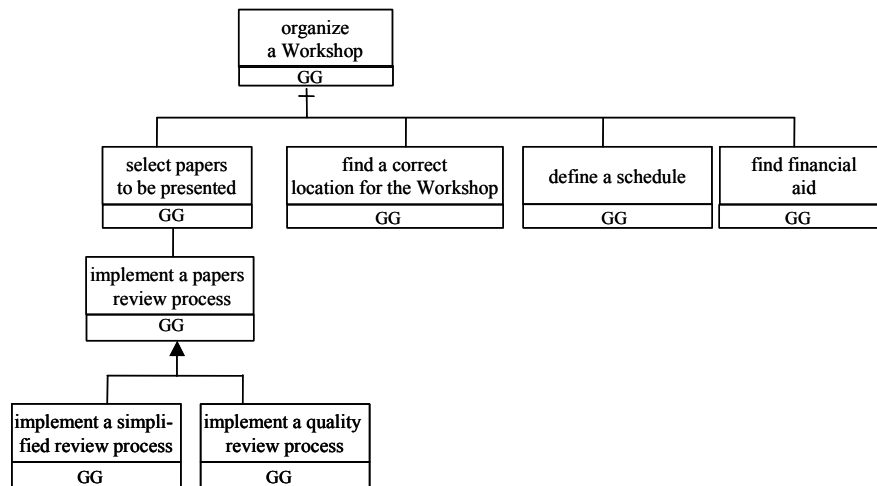 organize
a Workshop
GG
select papers
to be presented
GG
find a correct
location for the Workshop
GG
define a schedule
GG
find financial
aid
GG
implement a papers
review process
GG
implement a simpli-
fied review process
GG
implement a quality
review process
GG